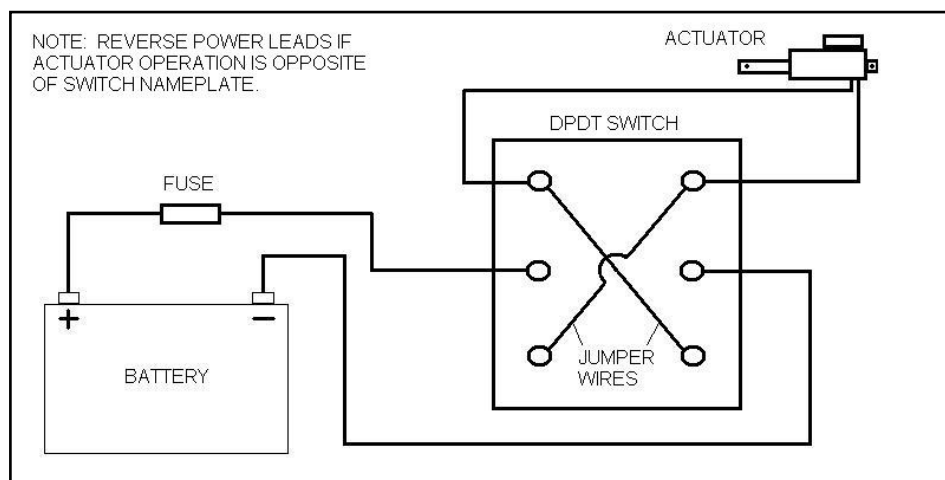 NOTE: REVERSE POWER LEADS IF
ACTUATOR OPERATION IS OPPOSITE
OF SWITCH NAMEPLATE.
ACTUATOR
DPDT SWITCH
FUSE
+ −
BATTERY
JUMPER
WIRES